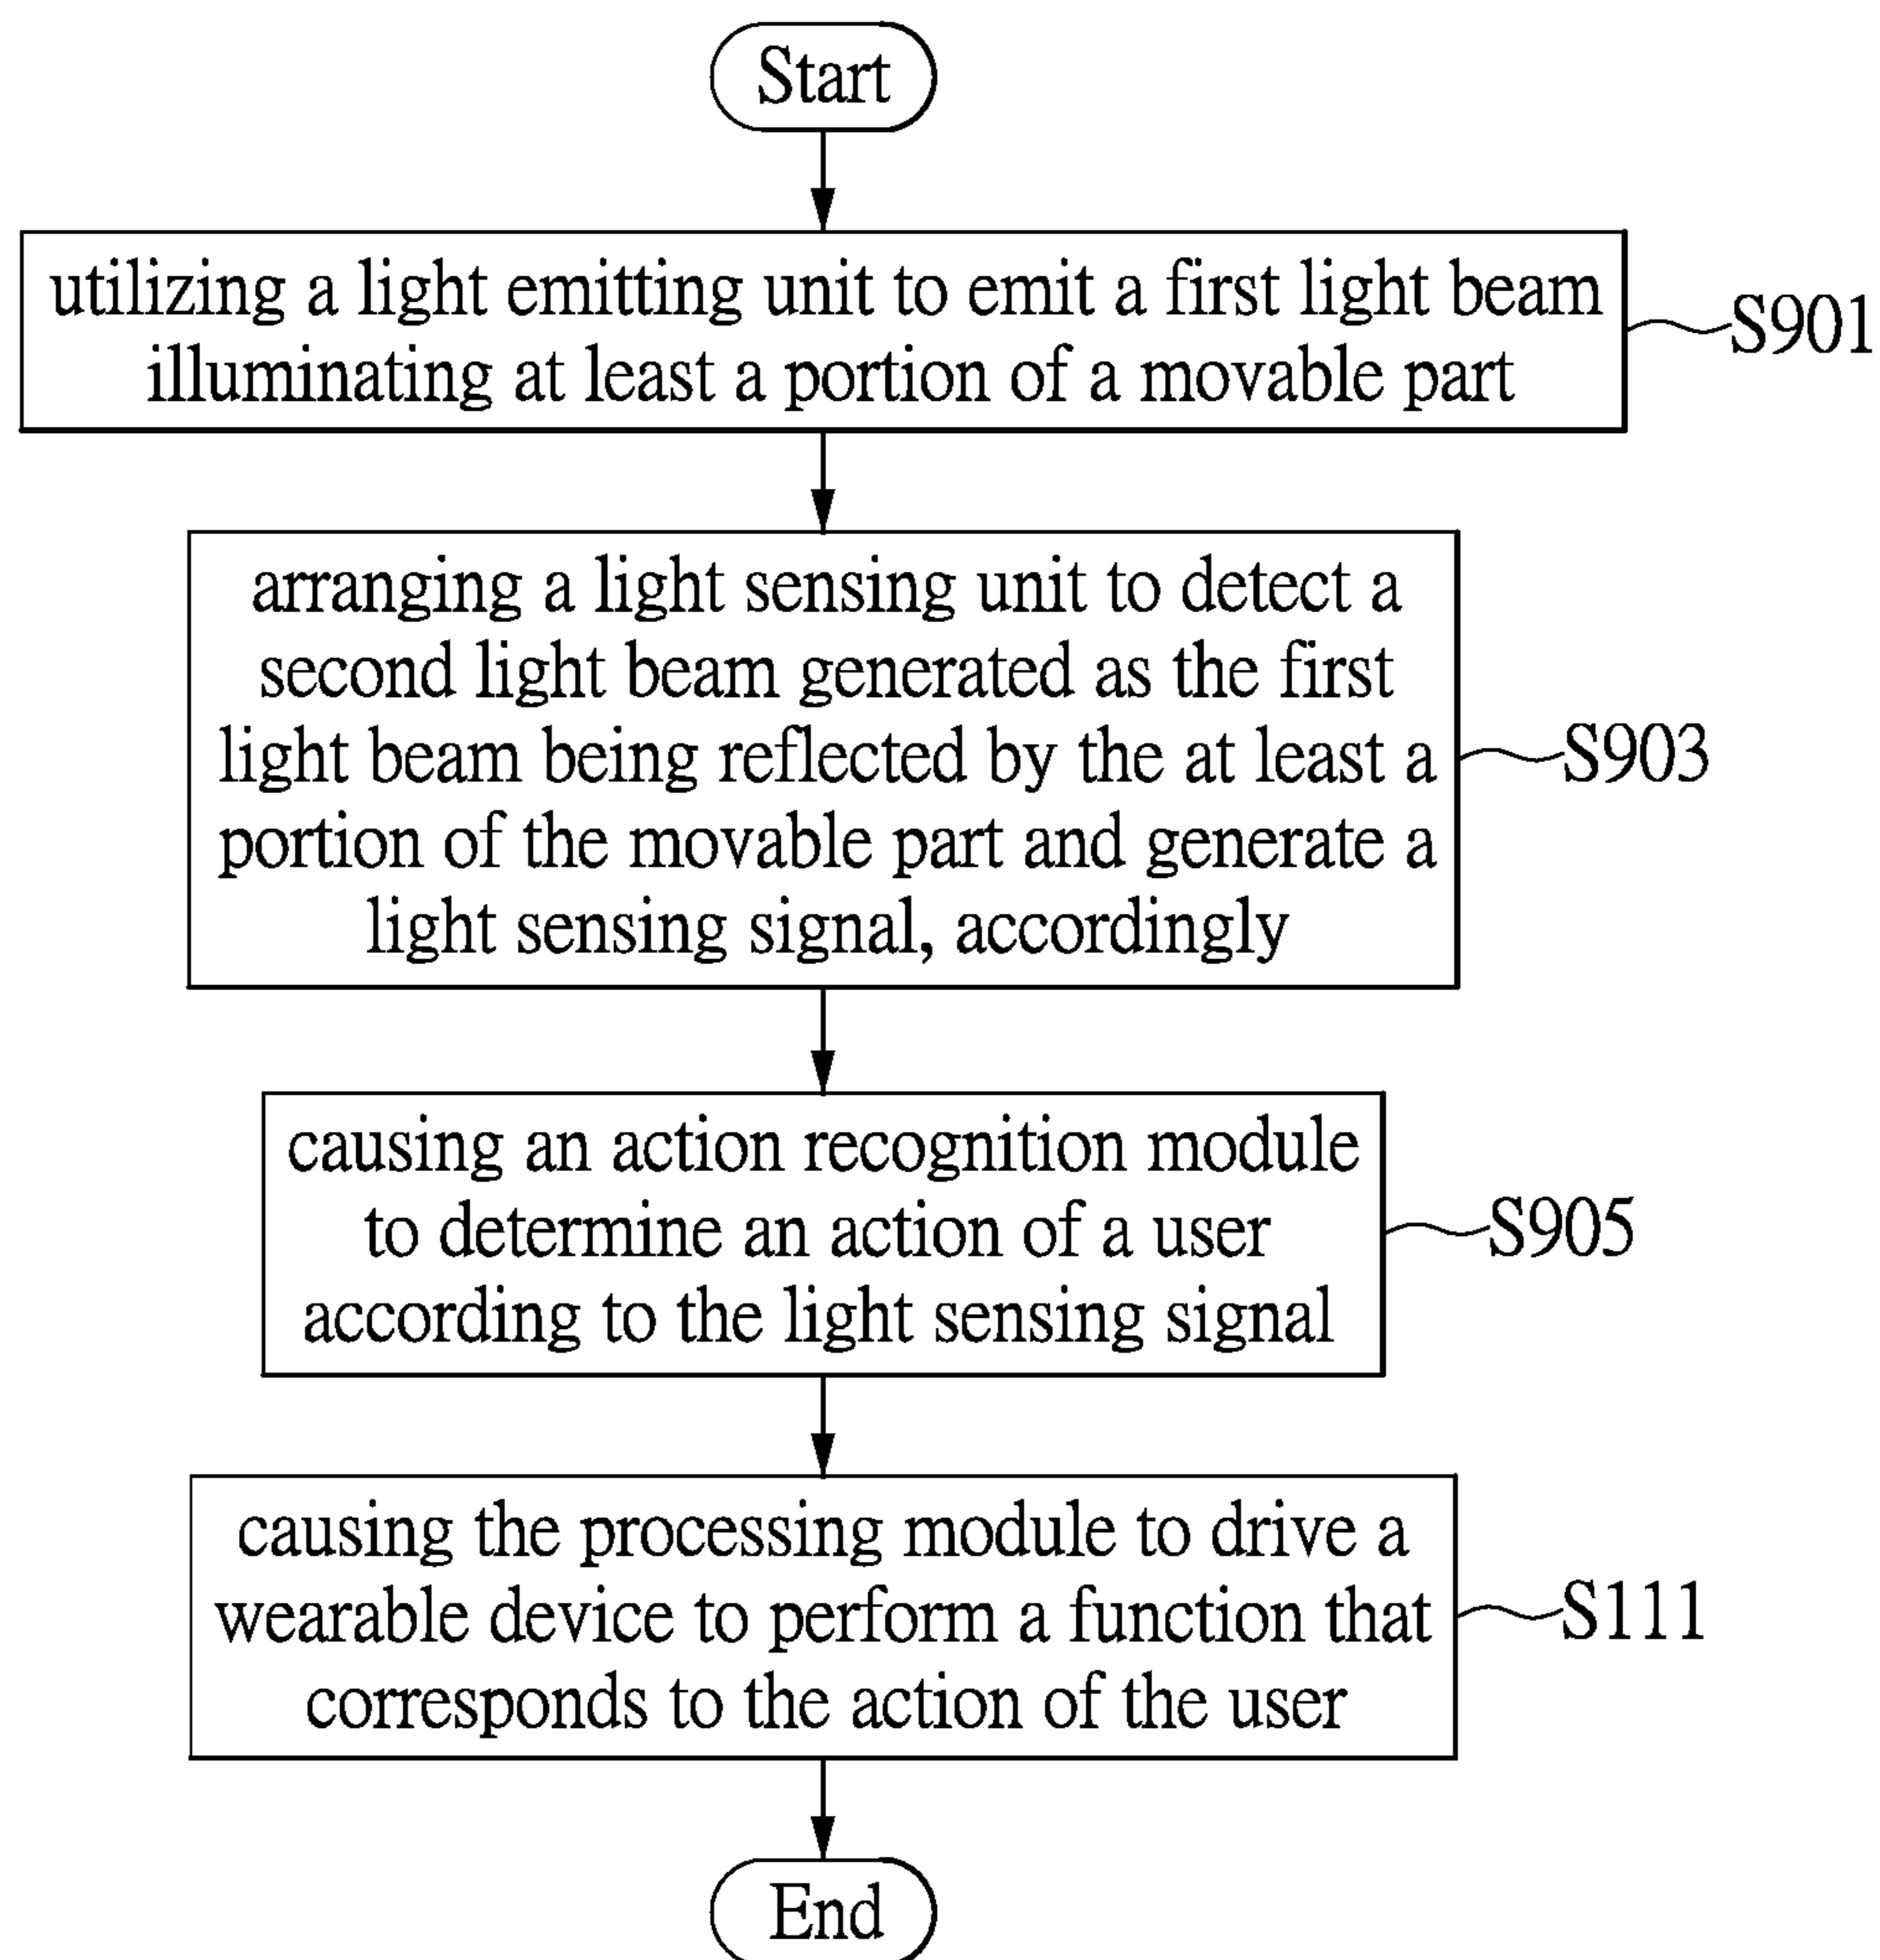 Start
utilizing a light emitting unit to emit a first light beam
illuminating at least a portion of a movable part
S901
arranging a light sensing unit to detect a
second light beam generated as the first
light beam being reflected by the at least a
portion of the movable part and generate a
light sensing signal, accordingly
S903
causing an action recognition module
to determine an action of a user
according to the light sensing signal
S905
causing the processing module to drive a
wearable device to perform a function that
corresponds to the action of the user
S111
End